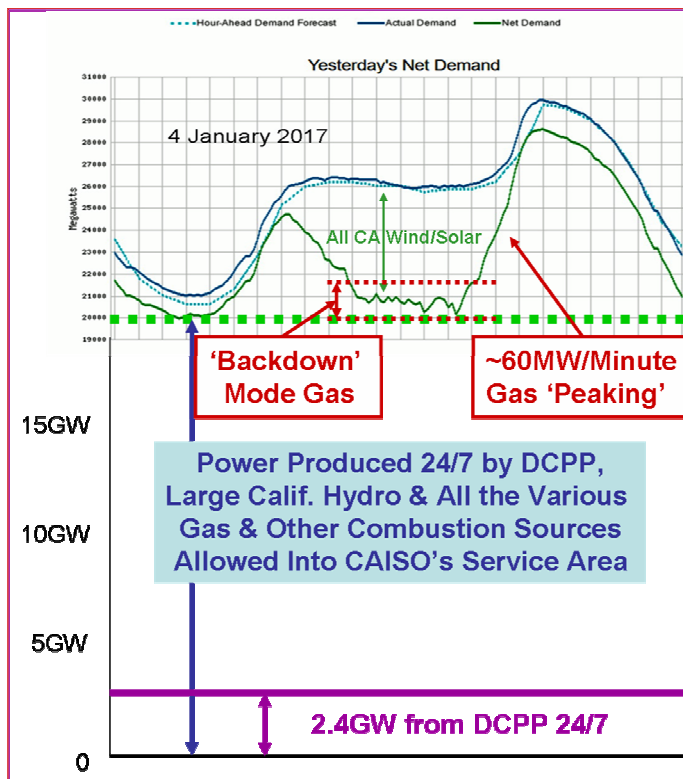 Hour-Ahead Demand Forecast Actual Demand Net Demand
Yesterday's Net Demand
31000
30000
29000
28000
27000
26000
25000
24000
23000
22000
21000
20000
19000
Megawatts
4 January 2017
All CA Wind/Solar
‘Backdown’
Mode Gas
~60MW/Minute
Gas ‘Peaking’
15GW
10GW
5GW
0
Power Produced 24/7 by DCPP,
Large Calif. Hydro & All the Various
Gas & Other Combustion Sources
Allowed Into CAISO’s Service Area
2.4GW from DCPP 24/7